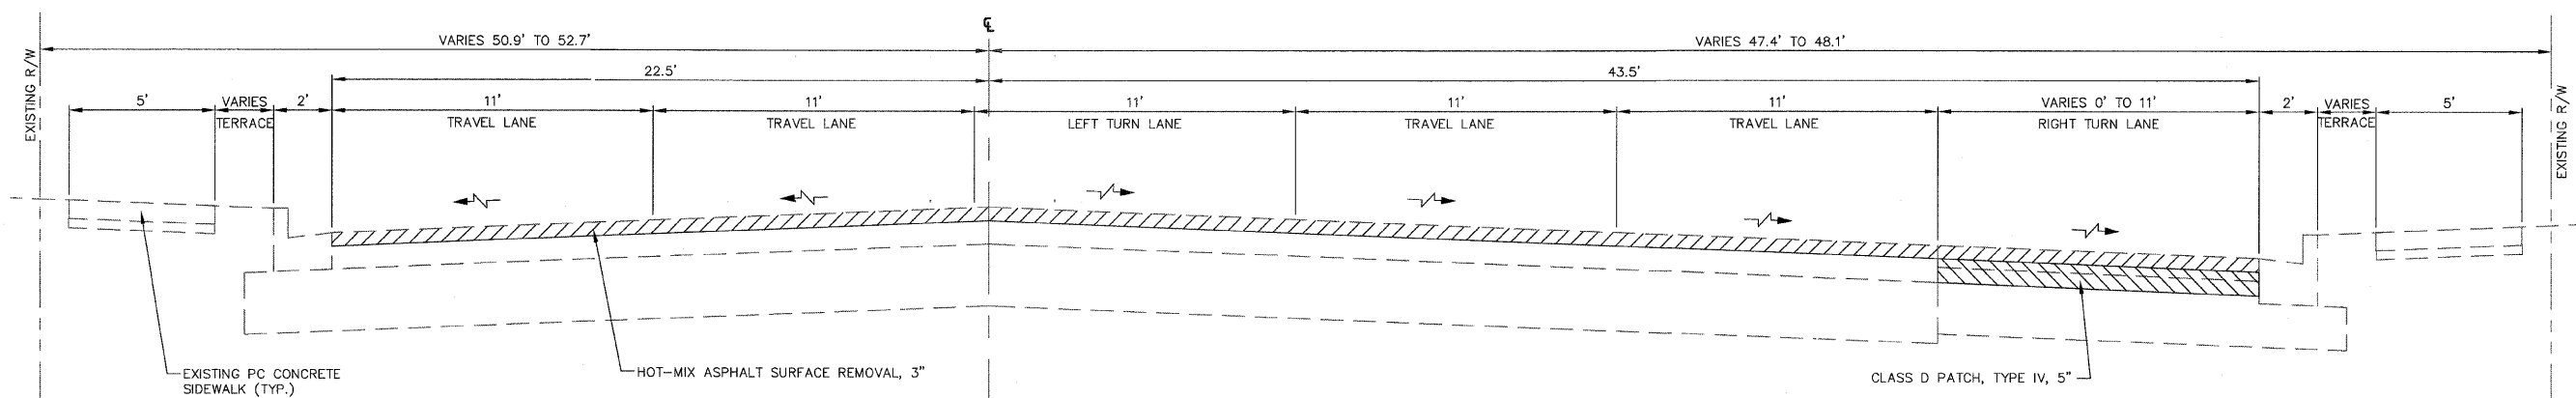 ℄
VARIES 50.9' TO 52.7'
VARIES 47.4' TO 48.1'
EXISTING R/W
EXISTING R/W
22.5'
43.5'
5'
VARIES
2'
11'
11'
11'
11'
11'
VARIES 0' TO 11'
2'
VARIES
5'
TERRACE
TRAVEL LANE
TRAVEL LANE
LEFT TURN LANE
TRAVEL LANE
TRAVEL LANE
RIGHT TURN LANE
TERRACE
EXISTING PC CONCRETE
SIDEWALK (TYP.)
HOT-MIX ASPHALT SURFACE REMOVAL, 3"
CLASS D PATCH, TYPE IV, 5"